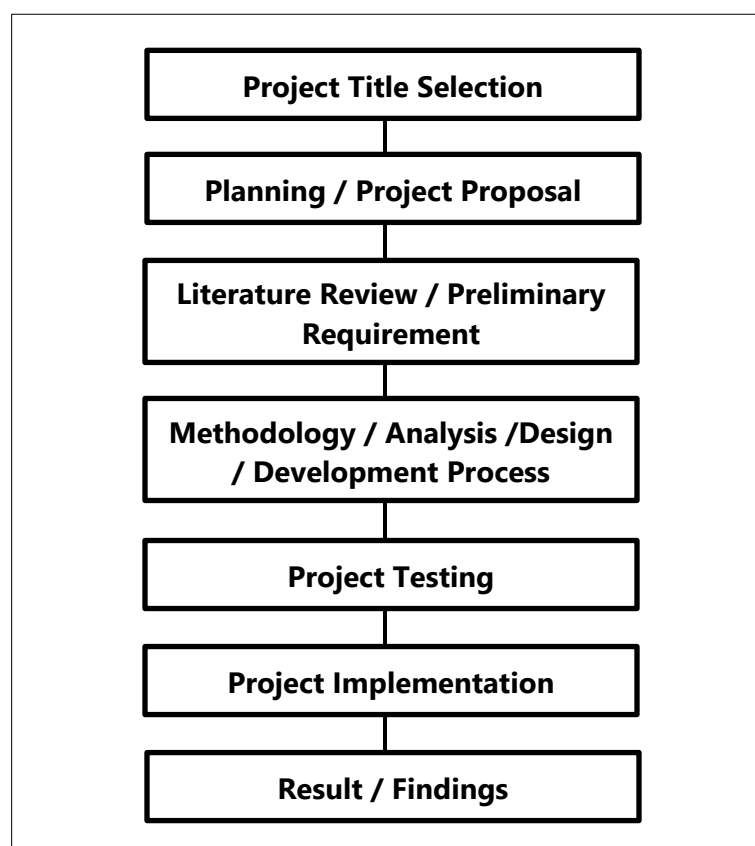 Project Title Selection
Planning / Project Proposal
Literature Review / Preliminary
Requirement
Methodology / Analysis /Design
/ Development Process
Project Testing
Project Implementation
Result / Findings